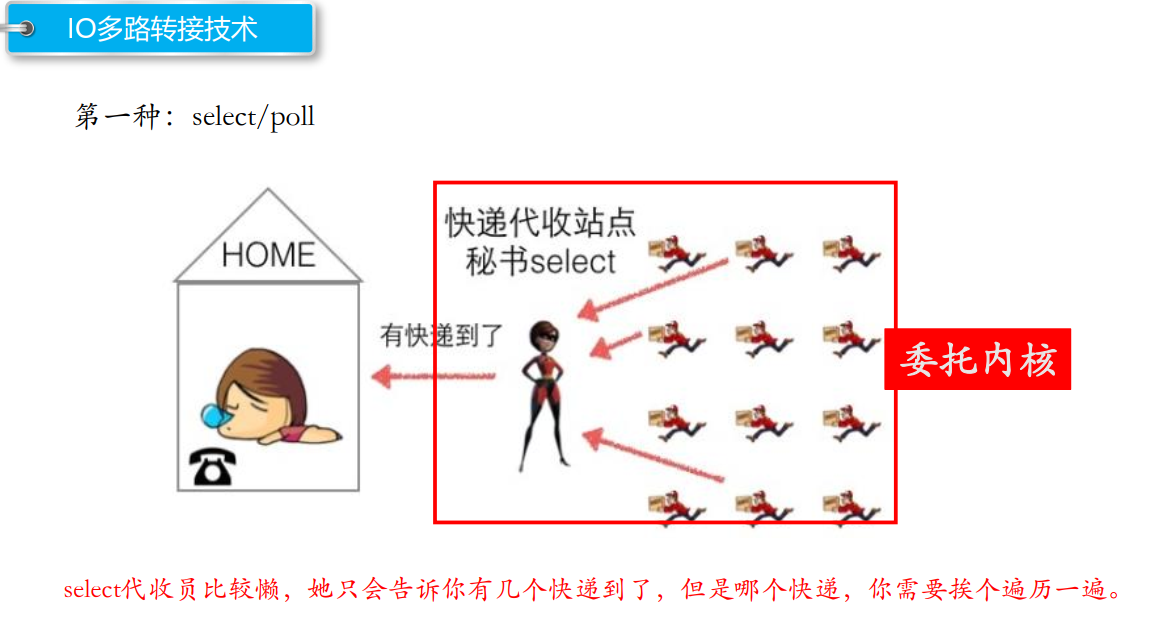 IO多路转接技术
第一种：select/poll
HOME
快递代收站点
秘书select
有快递到了
委托内核
select代收员比较懒，她只会告诉你有几个快递到了，但是哪个快递，你需要挨个遍历一遍。